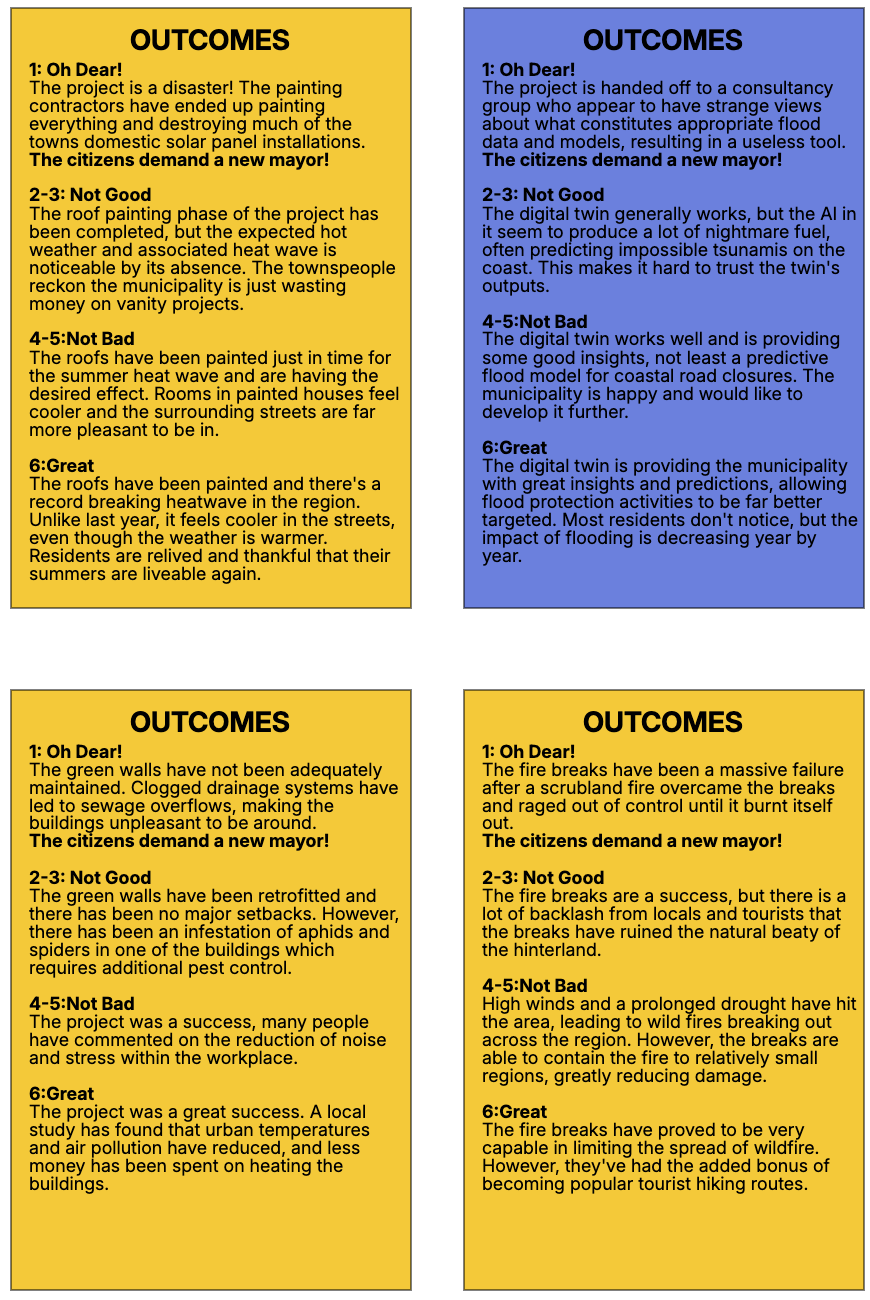 OUTCOMES
1: Oh Dear!
The project is a disaster! The painting
contractors have ended up painting
everything and destroying much of the
towns domestic solar panel installations.
The citizens demand a new mayor!
2-3: Not Good
The roof painting phase of the project has
been completed, but the expected hot
weather and associated heat wave is
noticeable by its absence. The townspeople
reckon the municipality is just wasting
money on vanity projects.
4-5:Not Bad
The roofs have been painted just in time for
the summer heat wave and are having the
desired effect. Rooms in painted houses feel
cooler and the surrounding streets are far
more pleasant to be in.
6:Great
The roofs have been painted and there's a
record breaking heatwave in the region.
Unlike last year, it feels cooler in the streets,
even though the weather is warmer.
Residents are relived and thankful that their
summers are liveable again.
OUTCOMES
1: Oh Dear!
The project is handed off to a consultancy
group who appear to have strange views
about what constitutes appropriate flood
data and models, resulting in a useless tool.
The citizens demand a new mayor!
2-3: Not Good
The digital twin generally works, but the AI in
it seem to produce a lot of nightmare fuel,
often predicting impossible tsunamis on the
coast. This makes it hard to trust the twin's
outputs.
4-5:Not Bad
The digital twin works well and is providing
some good insights, not least a predictive
flood model for coastal road closures. The
municipality is happy and would like to
develop it further.
6:Great
The digital twin is providing the municipality
with great insights and predictions, allowing
flood protection activities to be far better
targeted. Most residents don't notice, but the
impact of flooding is decreasing year by
year.
OUTCOMES
1: Oh Dear!
The green walls have not been adequately
maintained. Clogged drainage systems have
led to sewage overflows, making the
buildings unpleasant to be around.
The citizens demand a new mayor!
2-3: Not Good
The green walls have been retrofitted and
there has been no major setbacks. However,
there has been an infestation of aphids and
spiders in one of the buildings which
requires additional pest control.
4-5:Not Bad
The project was a success, many people
have commented on the reduction of noise
and stress within the workplace.
6:Great
The project was a great success. A local
study has found that urban temperatures
and air pollution have reduced, and less
money has been spent on heating the
buildings.
OUTCOMES
1: Oh Dear!
The fire breaks have been a massive failure
after a scrubland fire overcame the breaks
and raged out of control until it burnt itself
out.
The citizens demand a new mayor!
2-3: Not Good
The fire breaks are a success, but there is a
lot of backlash from locals and tourists that
the breaks have ruined the natural beaty of
the hinterland.
4-5:Not Bad
High winds and a prolonged drought have hit
the area, leading to wild fires breaking out
across the region. However, the breaks are
able to contain the fire to relatively small
regions, greatly reducing damage.
6:Great
The fire breaks have proved to be very
capable in limiting the spread of wildfire.
However, they've had the added bonus of
becoming popular tourist hiking routes.